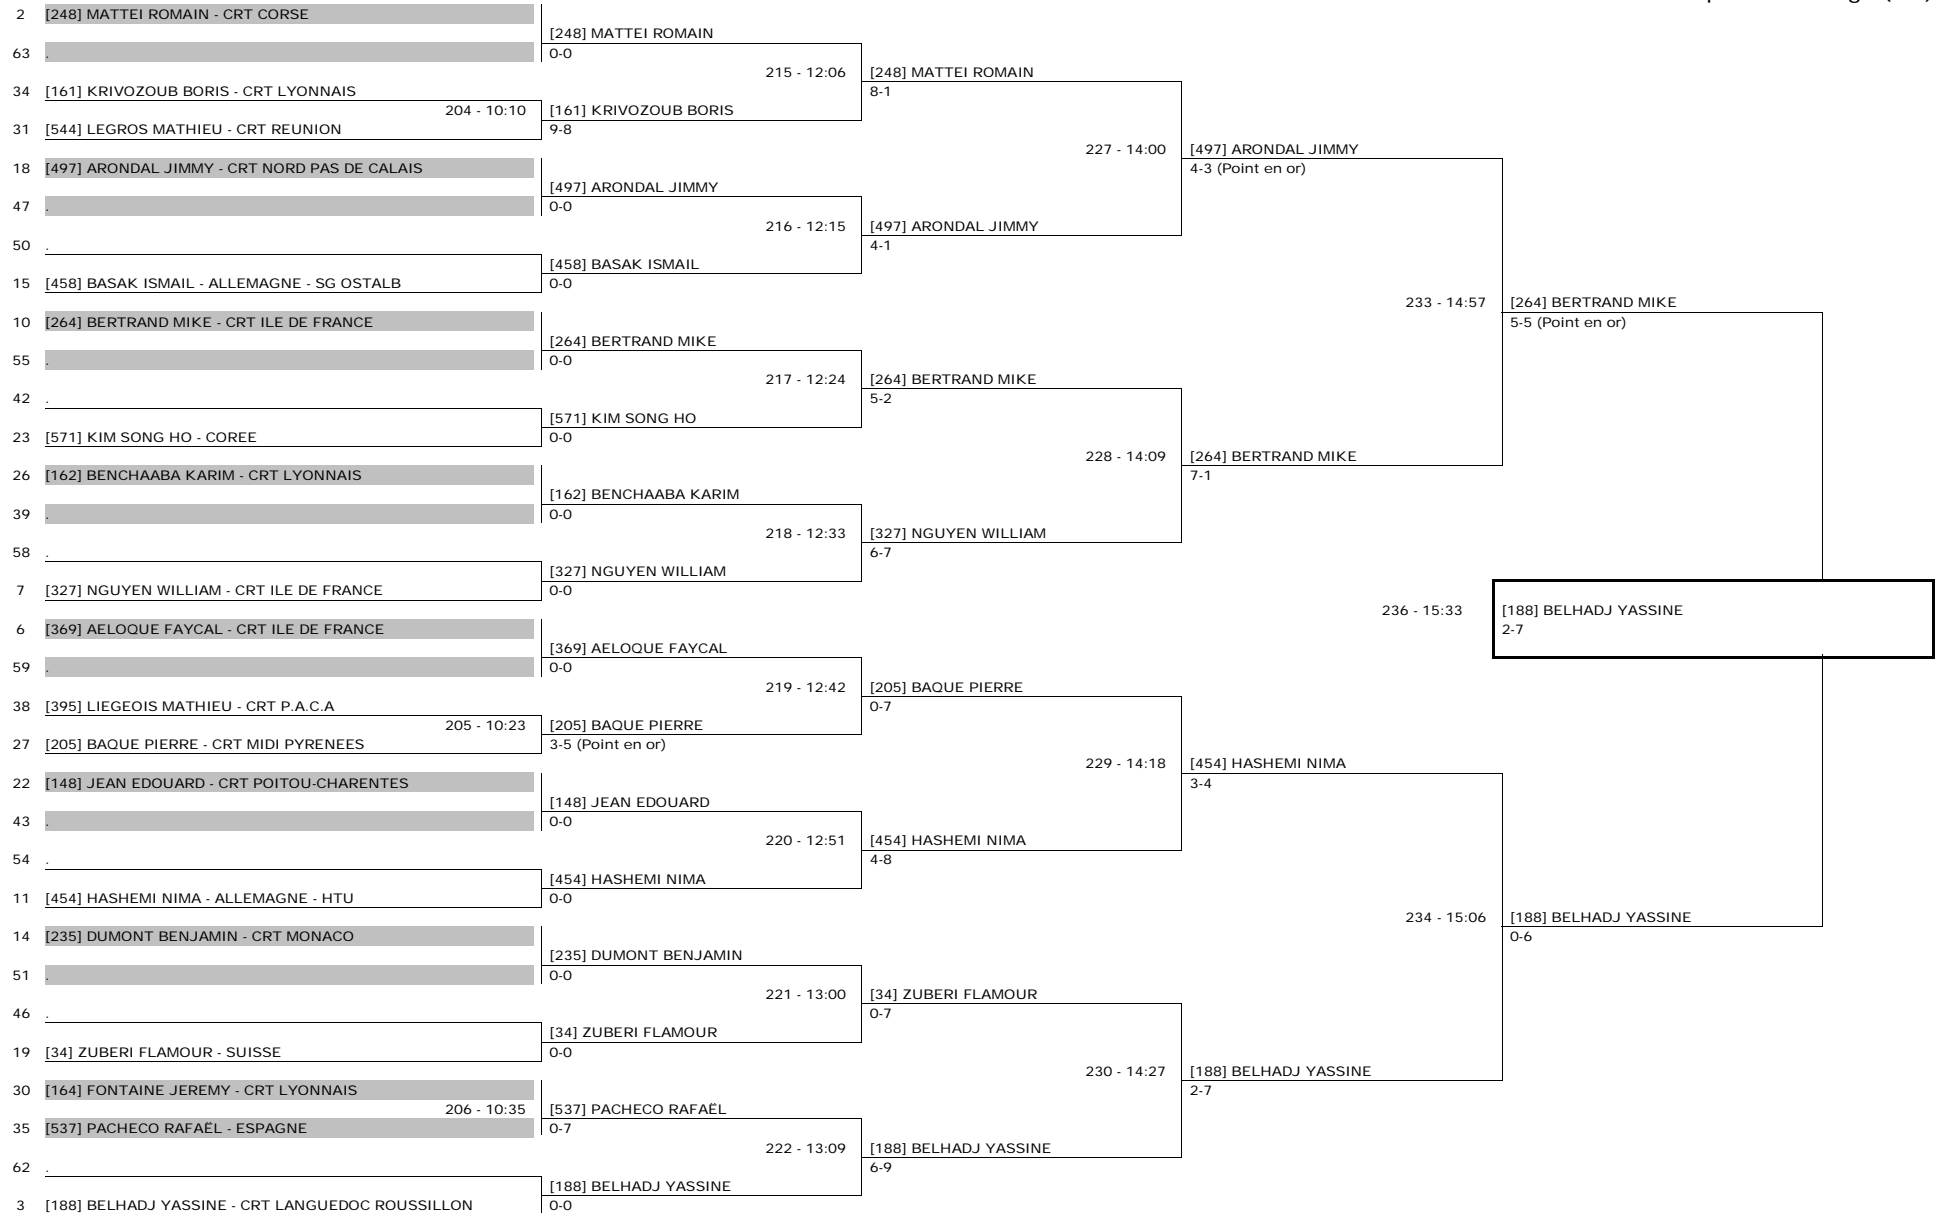 2 [248] MATTEI ROMAIN - CRT CORSE
[248] MATTEI ROMAIN
63 . 0-0
215 - 12:06 [248] MATTEI ROMAIN
34 [161] KRIVOZOUB BORIS - CRT LYONNAIS 8-1
204 - 10:10 [161] KRIVOZOUB BORIS
31 [544] LEGROS MATHIEU - CRT REUNION 9-8
227 - 14:00 [497] ARONDAL JIMMY
18 [497] ARONDAL JIMMY - CRT NORD PAS DE CALAIS 4-3 (Point en or)
[497] ARONDAL JIMMY
47 . 0-0
216 - 12:15 [497] ARONDAL JIMMY
50 . 4-1
[458] BASAK ISMAIL
15 [458] BASAK ISMAIL - ALLEMAGNE - SG OSTALB 0-0
233 - 14:57 [264] BERTRAND MIKE
10 [264] BERTRAND MIKE - CRT ILE DE FRANCE 5-5 (Point en or)
[264] BERTRAND MIKE
55 . 0-0
217 - 12:24 [264] BERTRAND MIKE
42 . 5-2
[571] KIM SONG HO
23 [571] KIM SONG HO - COREE 0-0
228 - 14:09 [264] BERTRAND MIKE
26 [162] BENCHAABA KARIM - CRT LYONNAIS 7-1
[162] BENCHAABA KARIM
39 . 0-0
218 - 12:33 [327] NGUYEN WILLIAM
58 . 6-7
[327] NGUYEN WILLIAM
7 [327] NGUYEN WILLIAM - CRT ILE DE FRANCE 0-0
236 - 15:33 [188] BELHADJ YASSINE
6 [369] AELOQUE FAYCAL - CRT ILE DE FRANCE 2-7
[369] AELOQUE FAYCAL
59 . 0-0
219 - 12:42 [205] BAQUE PIERRE
38 [395] LIEGEOIS MATHIEU - CRT P.A.C.A 0-7
205 - 10:23 [205] BAQUE PIERRE
27 [205] BAQUE PIERRE - CRT MIDI PYRENEES 3-5 (Point en or)
229 - 14:18 [454] HASHEMI NIMA
22 [148] JEAN EDOUARD - CRT POITOU-CHARENTES 3-4
[148] JEAN EDOUARD
43 . 0-0
220 - 12:51 [454] HASHEMI NIMA
54 . 4-8
[454] HASHEMI NIMA
11 [454] HASHEMI NIMA - ALLEMAGNE - HTU 0-0
234 - 15:06 [188] BELHADJ YASSINE
14 [235] DUMONT BENJAMIN - CRT MONACO 0-6
[235] DUMONT BENJAMIN
51 . 0-0
221 - 13:00 [34] ZUBERI FLAMOUR
46 . 0-7
[34] ZUBERI FLAMOUR
19 [34] ZUBERI FLAMOUR - SUISSE 0-0
230 - 14:27 [188] BELHADJ YASSINE
30 [164] FONTAINE JEREMY - CRT LYONNAIS 2-7
206 - 10:35 [537] PACHECO RAFAËL
35 [537] PACHECO RAFAËL - ESPAGNE 0-7
222 - 13:09 [188] BELHADJ YASSINE
62 . 6-9
[188] BELHADJ YASSINE
3 [188] BELHADJ YASSINE - CRT LANGUEDOC ROUSSILLON 0-0